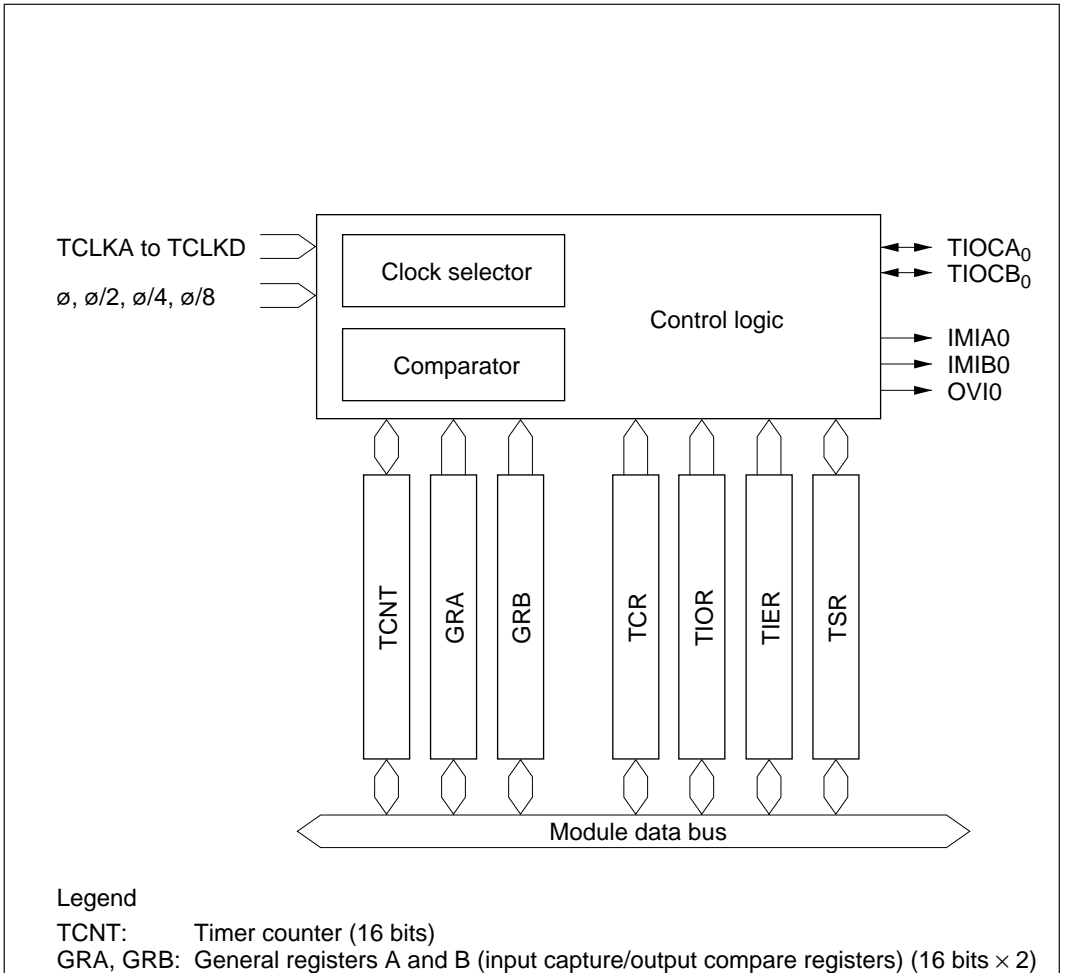 TCLKA to TCLKD
ø, ø/2, ø/4, ø/8
Clock selector
Comparator
Control logic
TIOCA0
TIOCB0
IMIA0
IMIB0
OVI0
TCNT
GRA
GRB
TCR
TIOR
TIER
TSR
Module data bus
Legend
TCNT: Timer counter (16 bits)
GRA, GRB: General registers A and B (input capture/output compare registers) (16 bits × 2)